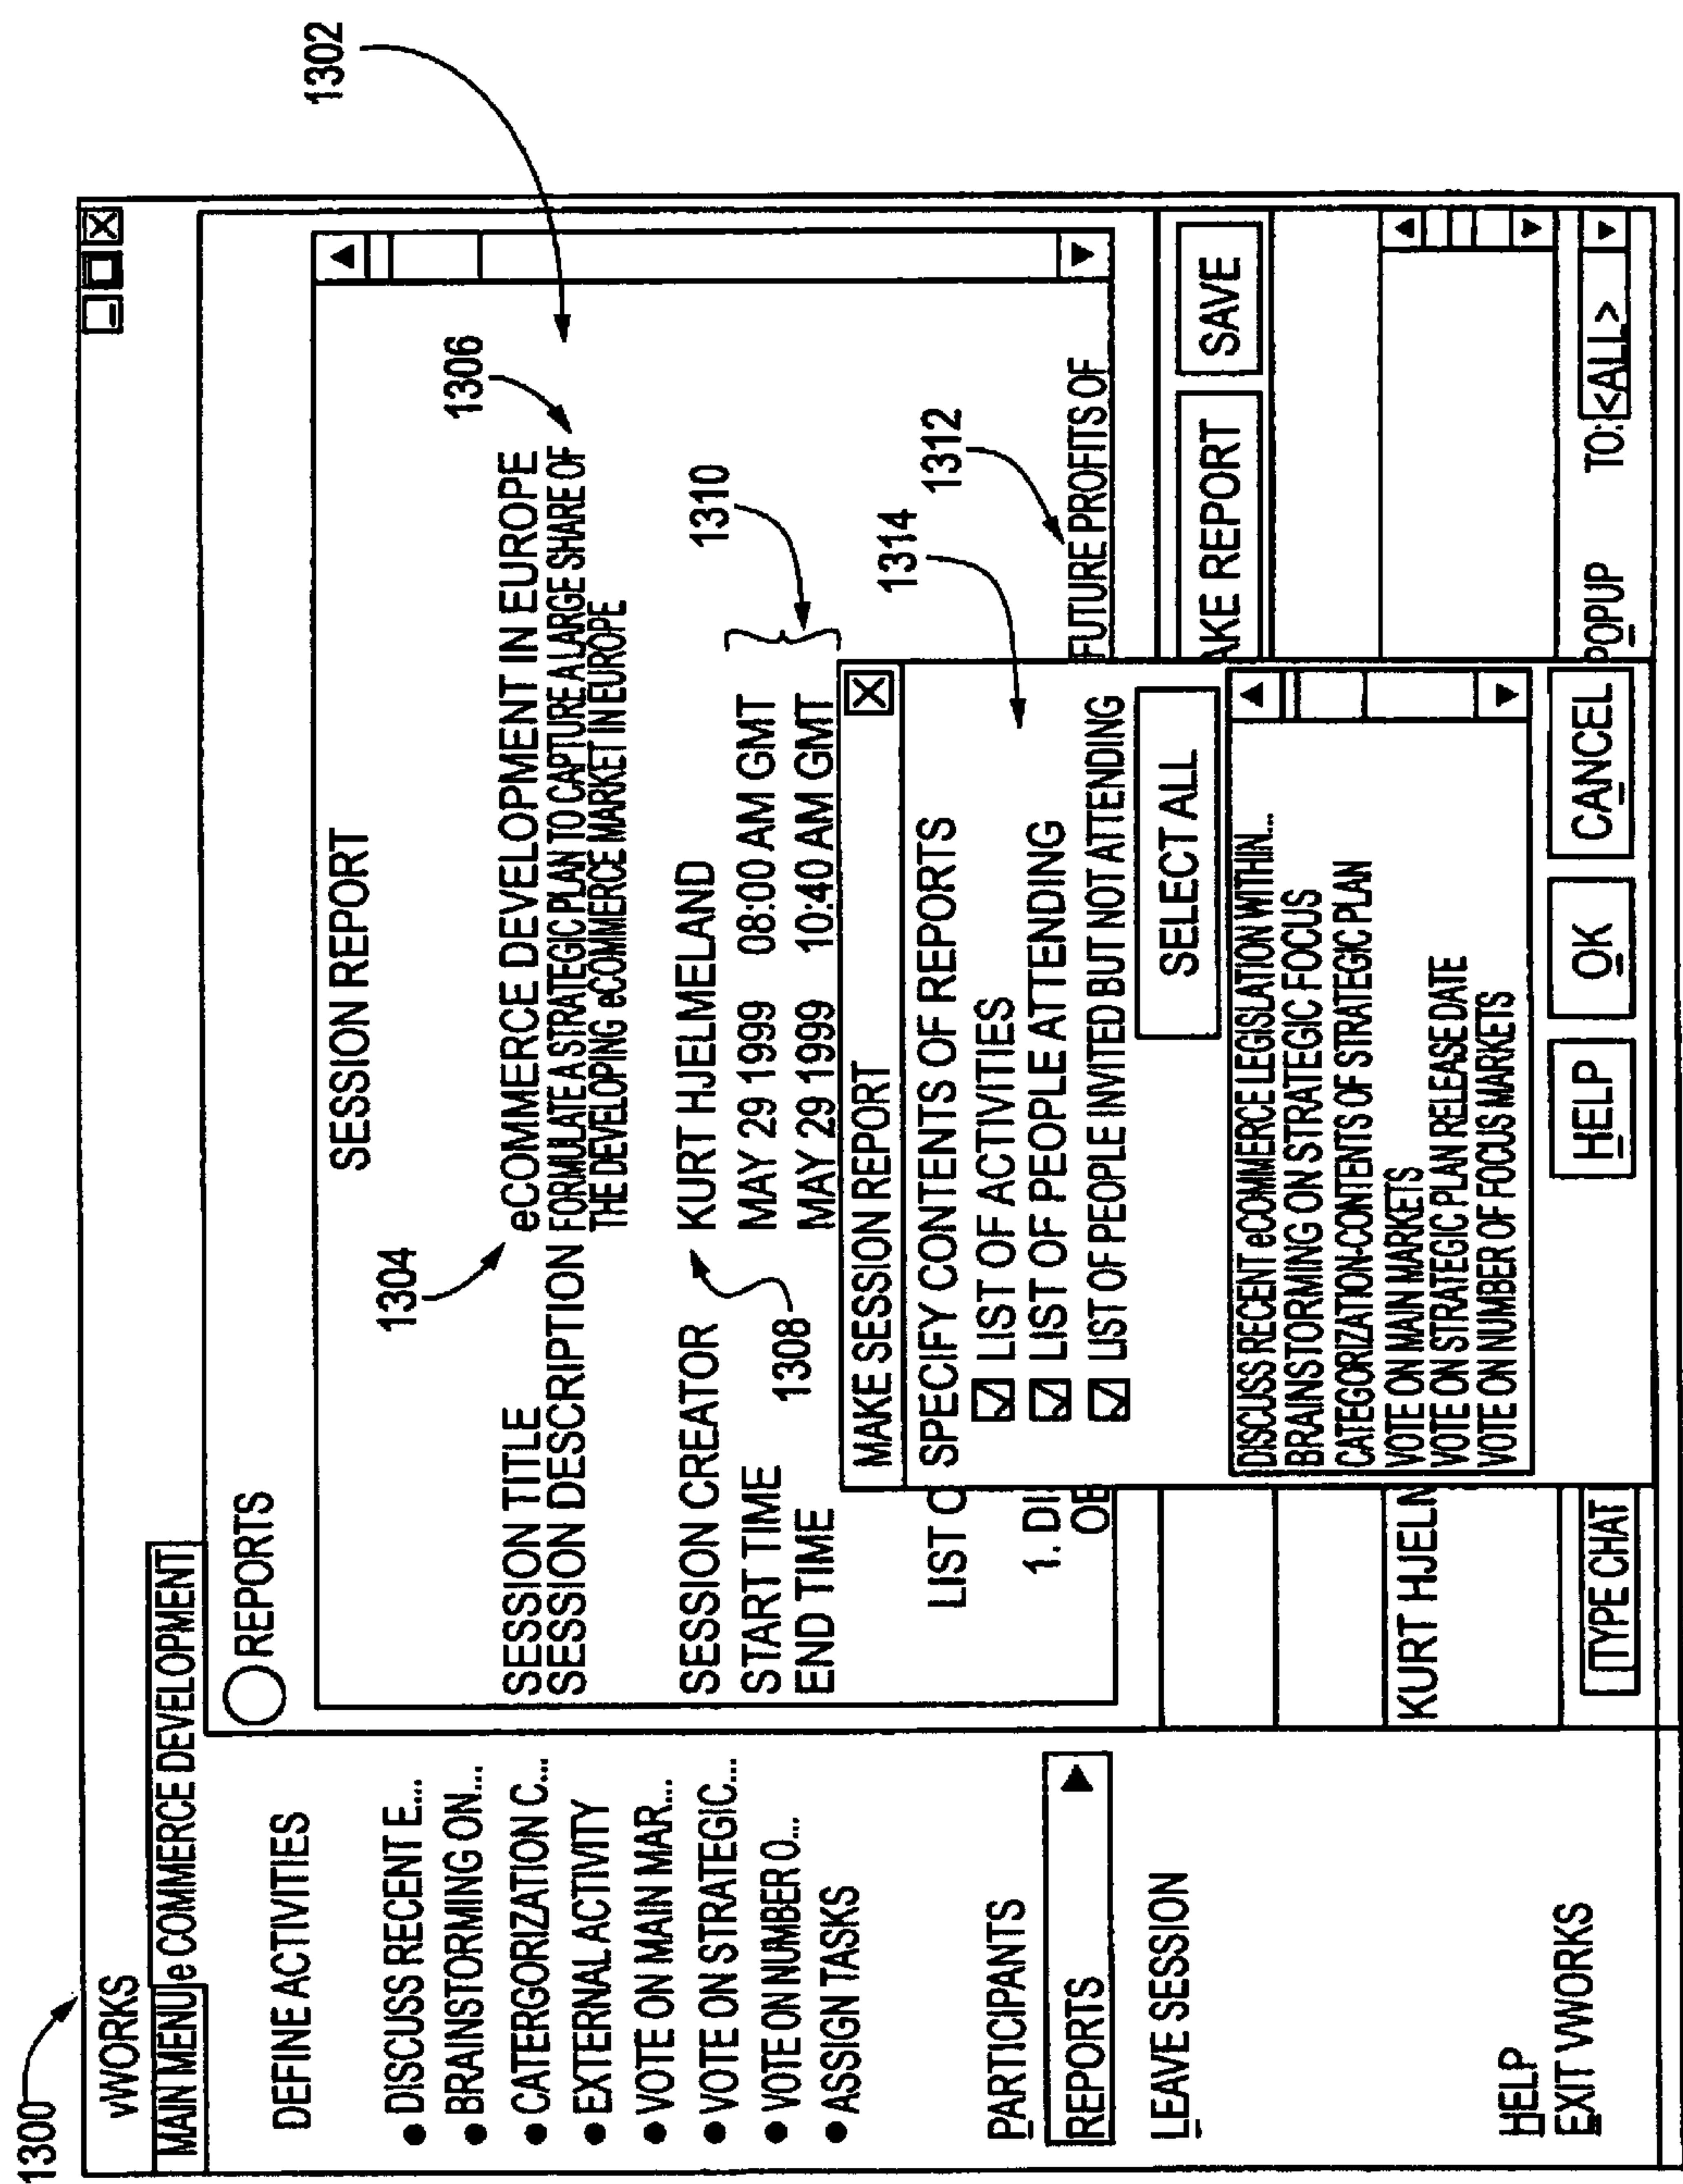 1300
vWORKS
MAIN MENU
e COMMERCE DEVELOPMENT
DEFINE ACTIVITIES
DISCUSS RECENT E...
BRAINSTORMING ON...
CATERGORIZATION C...
EXTERNAL ACTIVITY
VOTE ON MAIN MAR...
VOTE ON STRATEGIC...
VOTE ON NUMBER O...
ASSIGN TASKS
PARTICIPANTS
REPORTS
LEAVE SESSION
HELP
EXIT VWORKS
REPORTS
SESSION REPORT
1302
1304
1306
SESSION TITLE eCOMMERCE DEVELOPMENT IN EUROPE
SESSION DESCRIPTION FORMULATE A STRATEGIC PLAN TO CAPTURE A LARGE SHARE OF
THE DEVELOPING eCOMMERCE MARKET IN EUROPE
SESSION CREATOR KURT HJELMELAND
1308
1310
START TIME MAY 29 1999 08:00 AM GMT
END TIME MAY 29 1999 10:40 AM GMT
LIST O
1. DI
OB
FUTURE PROFITS OF
1312
1314
MAKE SESSION REPORT
SPECIFY CONTENTS OF REPORTS
LIST OF ACTIVITIES
LIST OF PEOPLE ATTENDING
LIST OF PEOPLE INVITED BUT NOT ATTENDING
SELECT ALL
DISCUSS RECENT eCOMMERCE LEGISLATION WITHIN...
BRAINSTORMING ON STRATEGIC FOCUS
CATEGORIZATION-CONTENTS OF STRATEGIC PLAN
VOTE ON MAIN MARKETS
VOTE ON STRATEGIC PLAN RELEASE DATE
VOTE ON NUMBER OF FOCUS MARKETS
HELP OK CANCEL
AKE REPORT SAVE
KURT HJELM
TYPE CHAT
POPUP TO: <ALL>